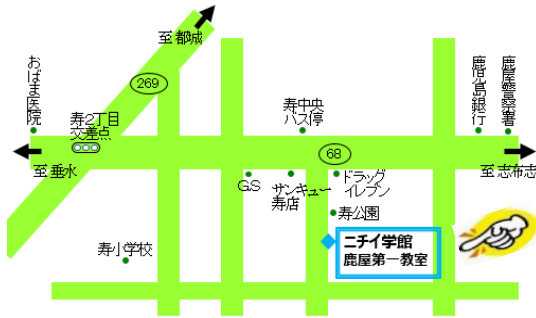 至都城
269
おばま医院
寿2丁目
交差点
寿中央
バス停
鹿児島銀行
鹿屋警察署
68
至垂水
至志布志
GS
サンキュー
寿店
ドラッグ
イレブン
寿公園
寿小学校
ニチイ学館
鹿屋第一教室